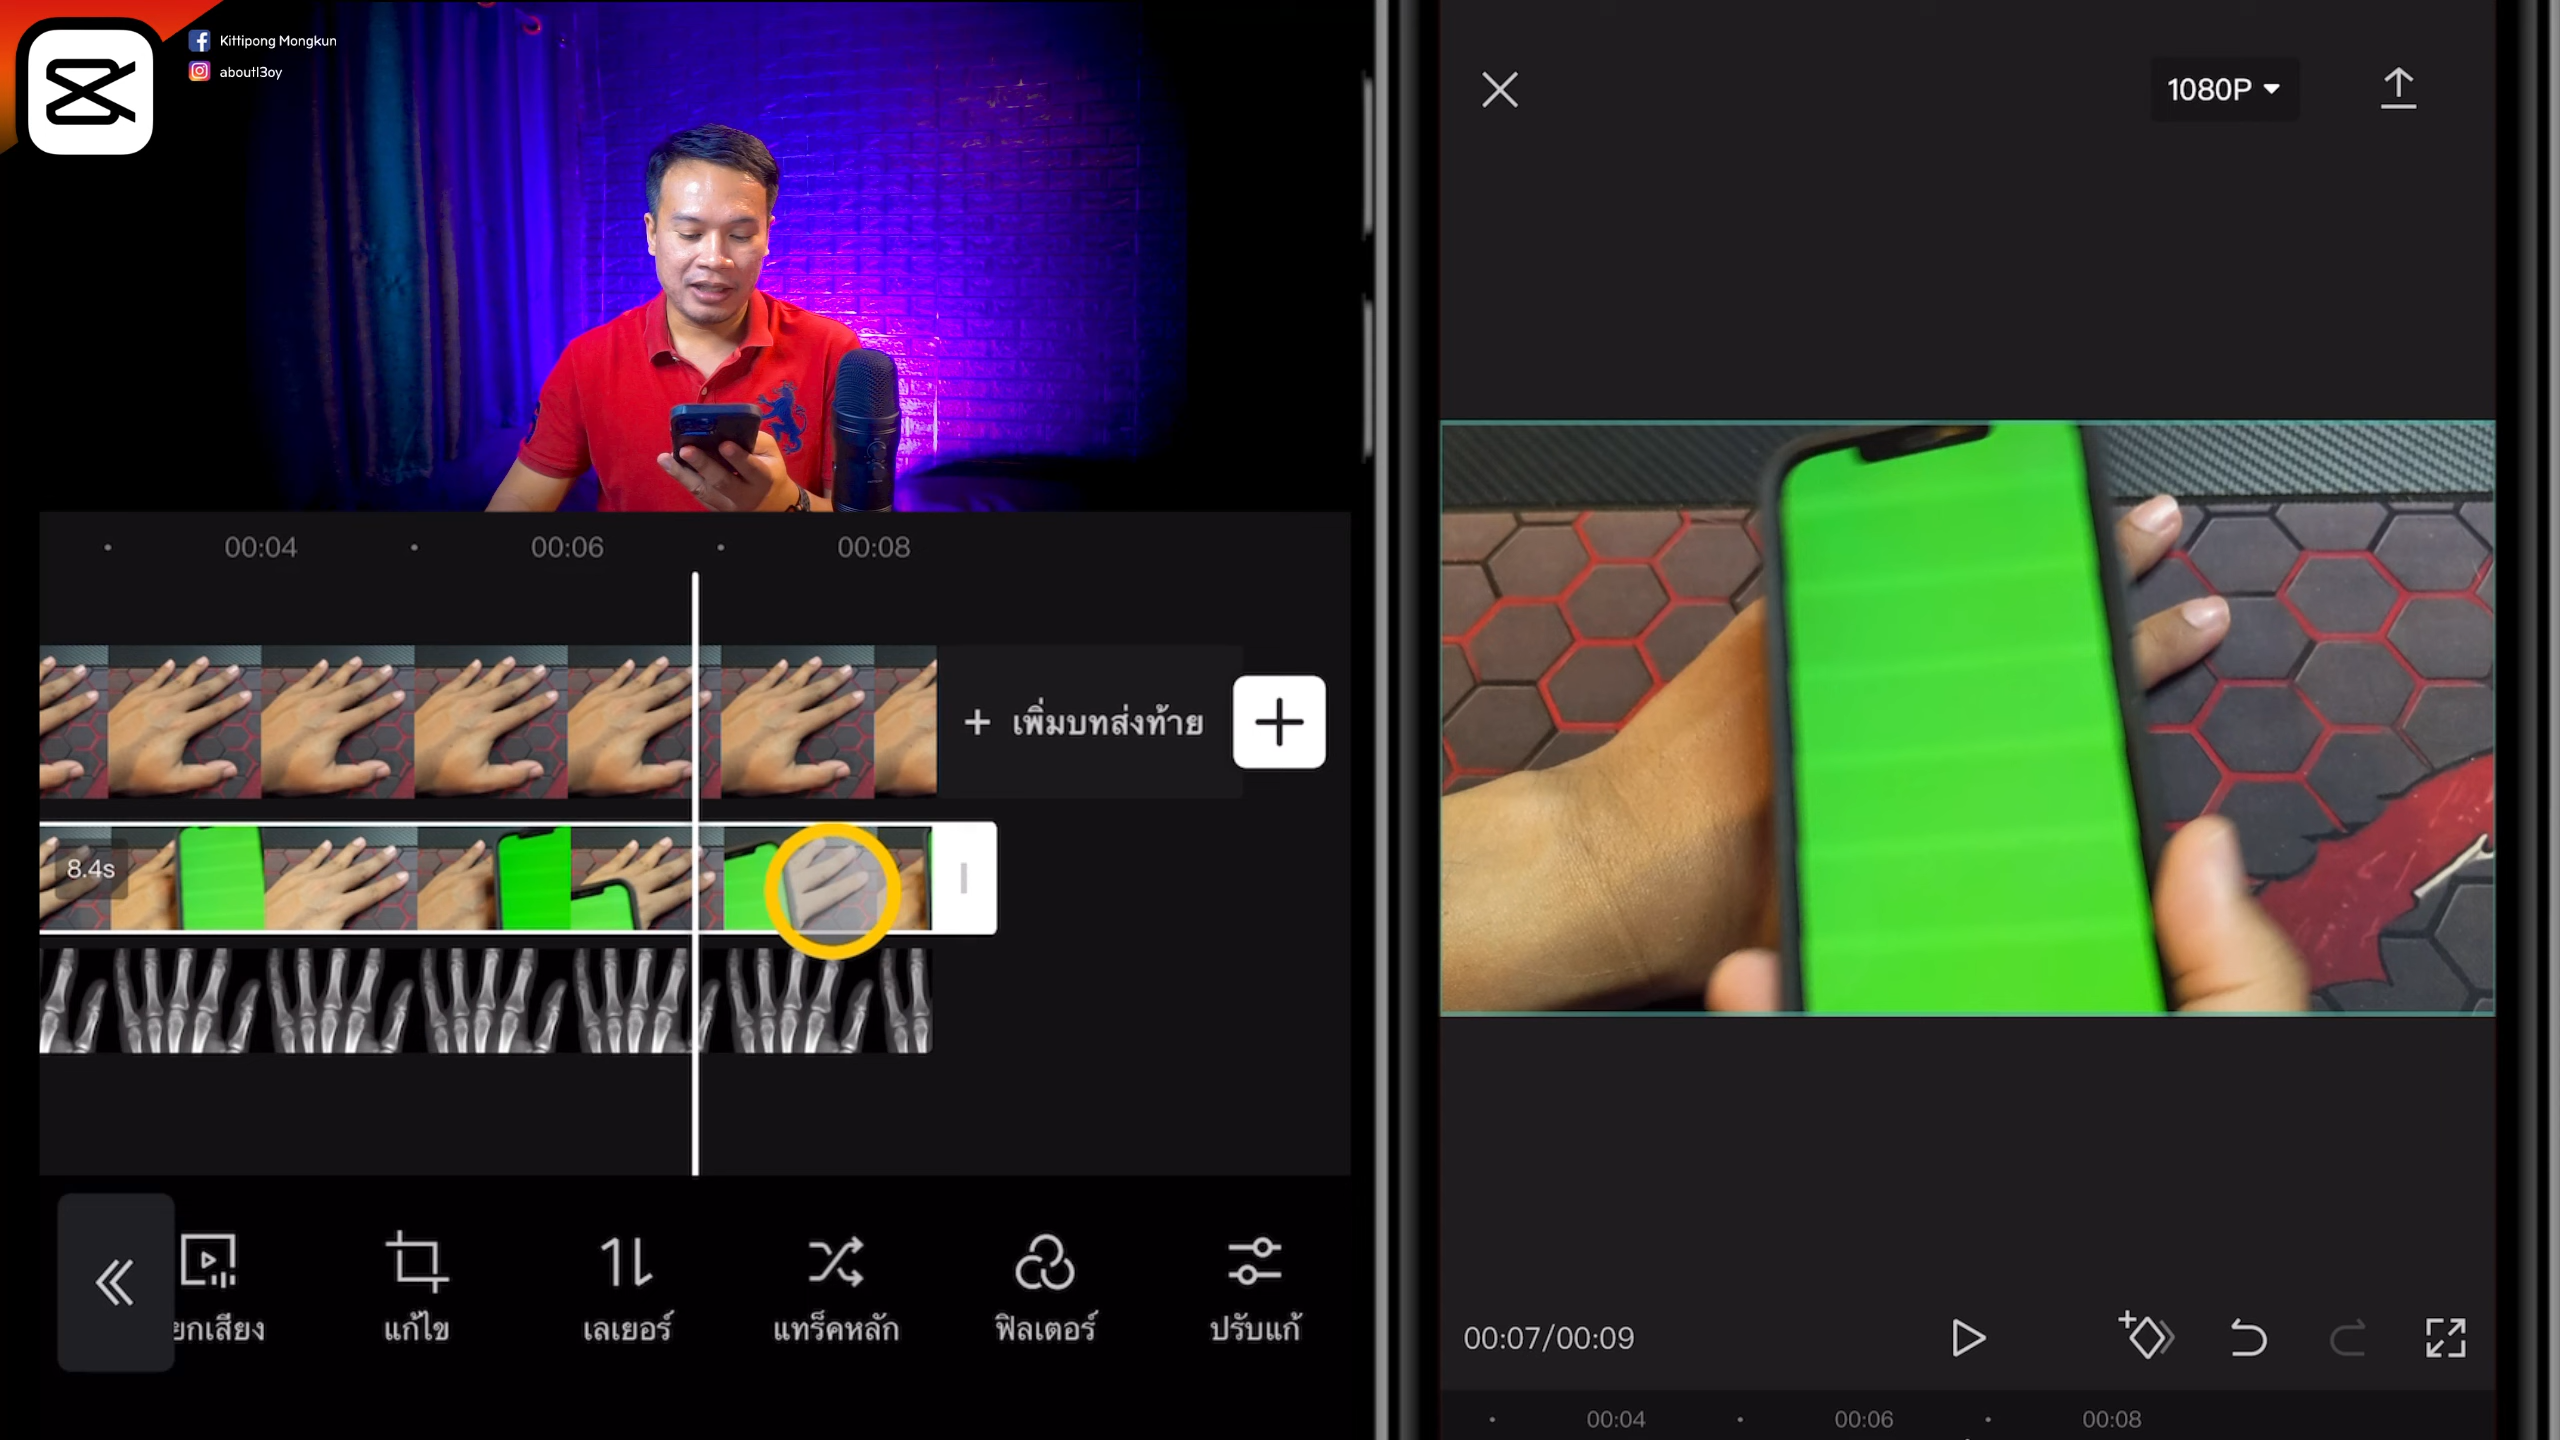 Kittipong Mongkun
aboutl3oy
1080P
00:04
00:06
00:08
+ เพิ่มบทส่งท้าย
8.4s
ยกเสียง
แก้ไข
เลเยอร์
แทร็คหลัก
ฟิลเตอร์
ปรับแก้
00:07/00:09
00:04
00:06
00:08